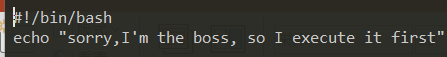 #!/bin/bash
echo "sorry,I'm the boss, so I execute it first"